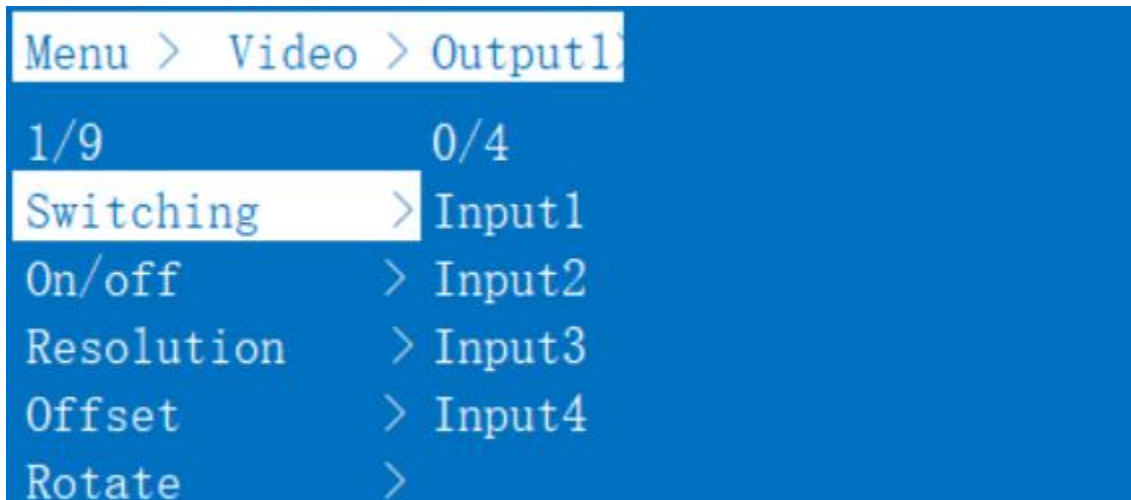 Menu > Video > Output1>
1/9 0/4
Switching > Input1
On/off > Input2
Resolution > Input3
Offset > Input4
Rotate >